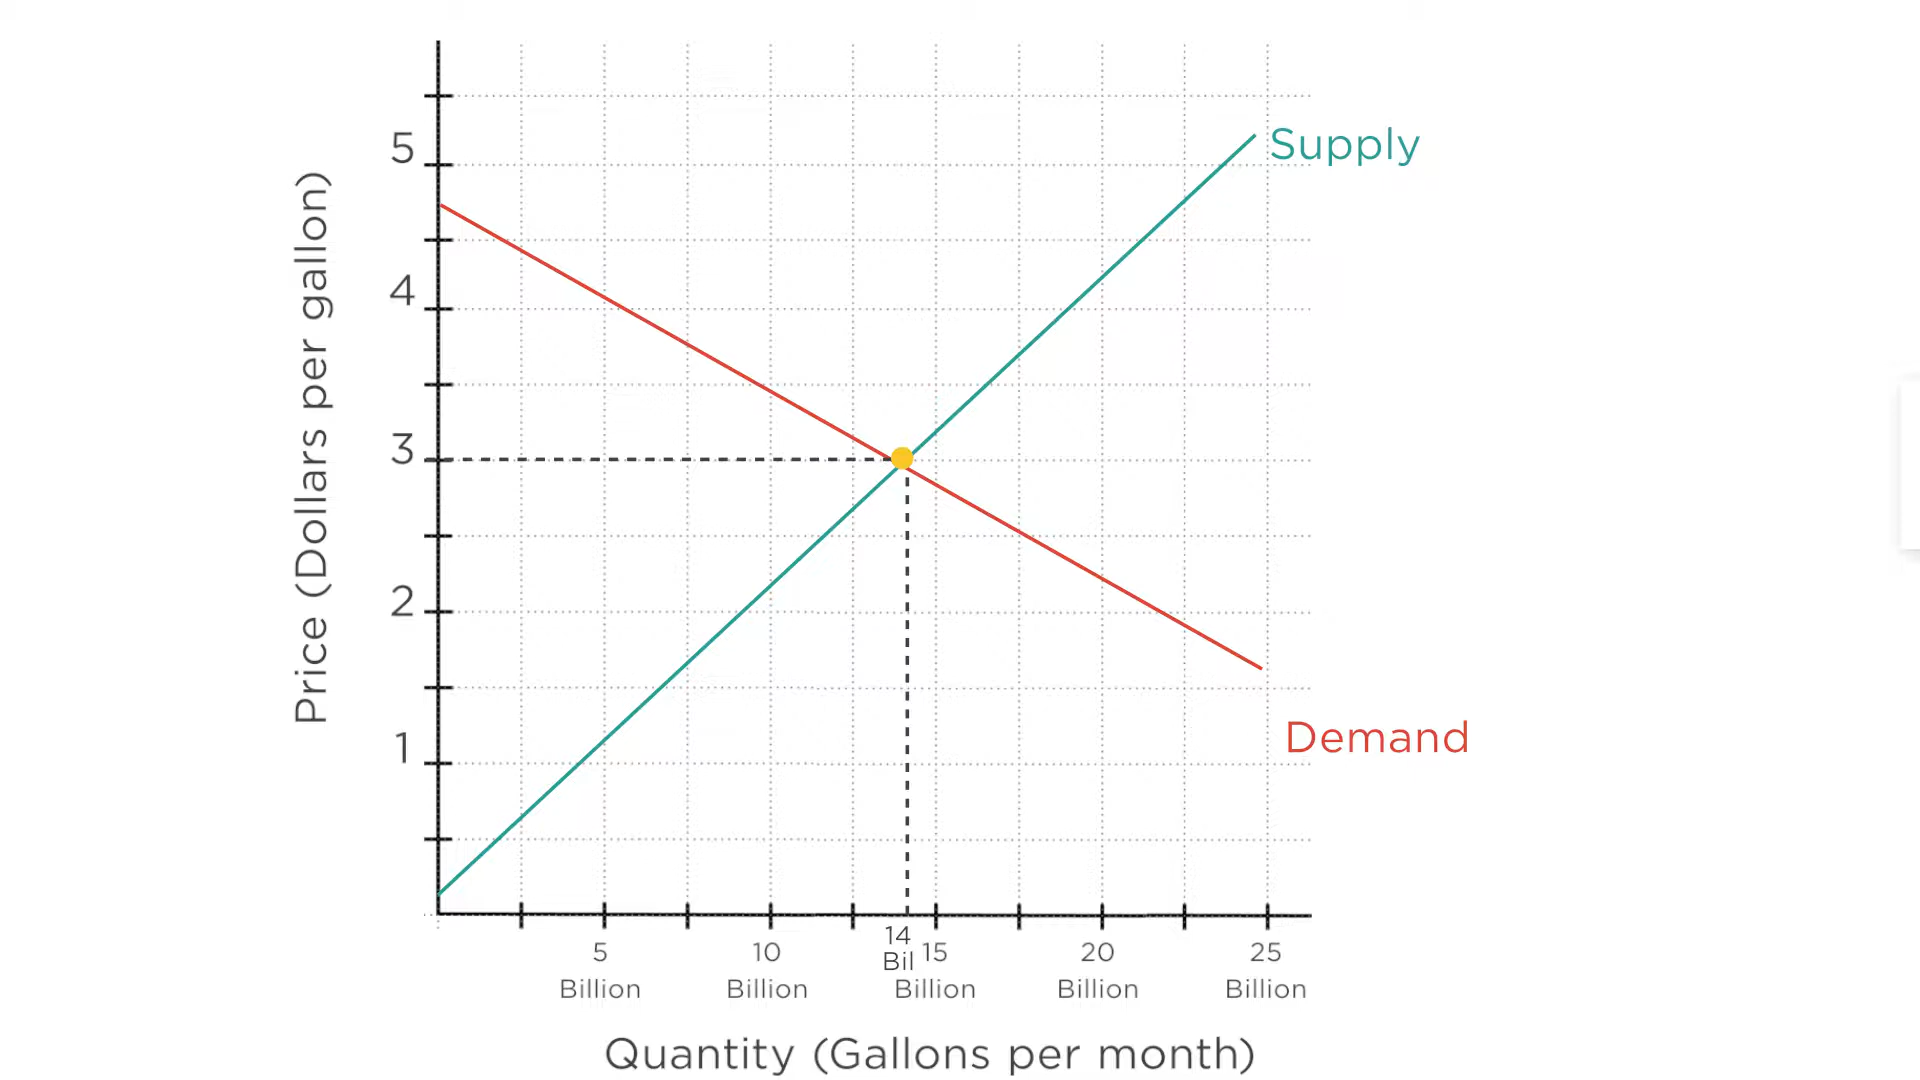 5
Supply
4
3
2
1
Demand
Price (Dollars per gallon)
14
Bil
5
10
15
20
25
Billion
Billion
Billion
Billion
Billion
Quantity (Gallons per month)